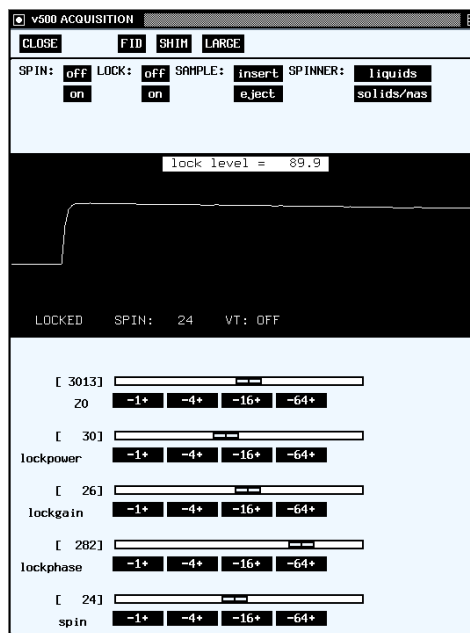 v500 ACQUISITION
CLOSE FID SHIM LARGE
SPIN: off LOCK: off SAMPLE: insert SPINNER: liquids
on on eject solids/mas
lock level = 89.9
LOCKED SPIN: 24 VT: OFF
[ 3013]
Z0 -1+ -4+ -16+ -64+
[ 30]
lockpower -1+ -4+ -16+ -64+
[ 26]
lockgain -1+ -4+ -16+ -64+
[ 282]
lockphase -1+ -4+ -16+ -64+
[ 24]
spin -1+ -4+ -16+ -64+